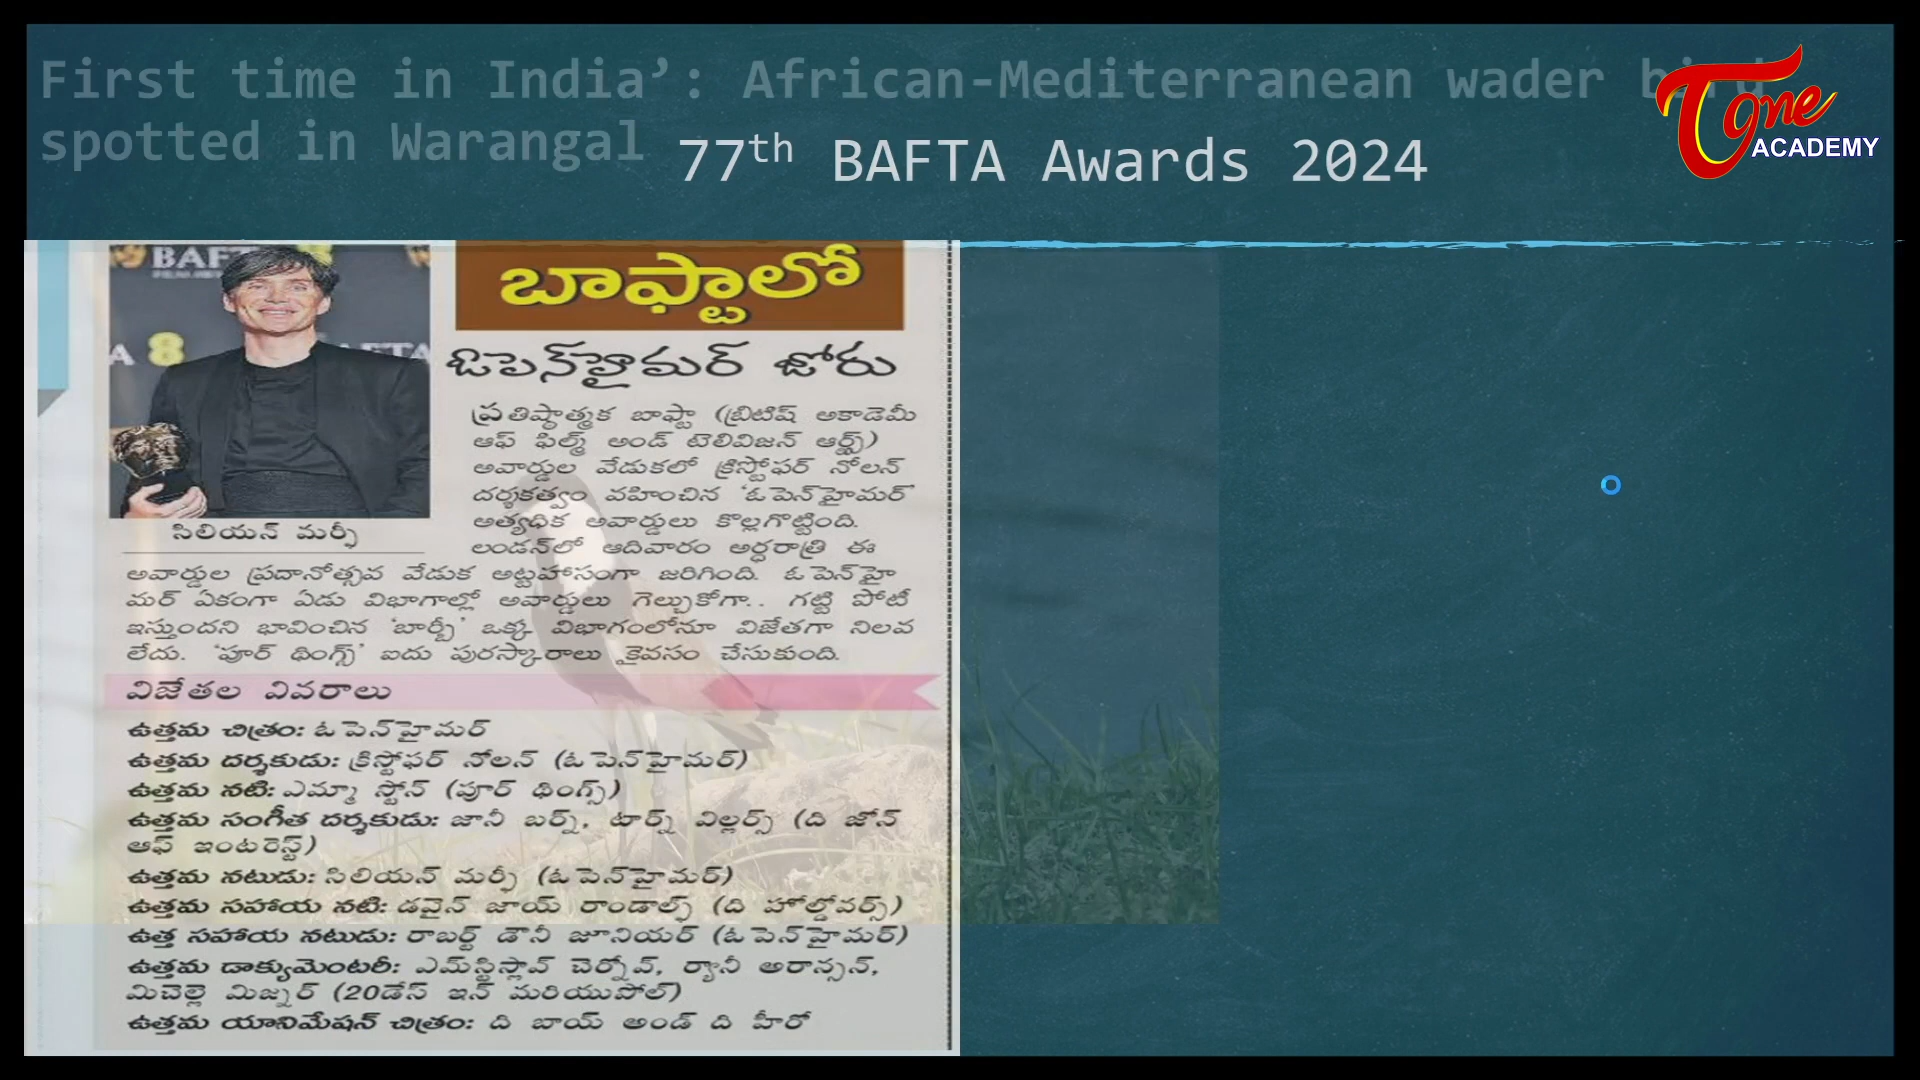 First time in India’: African-Mediterranean wader bird
spotted in Warangal
77th BAFTA Awards 2024
Tone
ACADEMY
BAFT
A 8 AFTA
బాఫ్టాలో
ఓపెన్‌హైమర్ జోరు
ప్రతిష్ఠాత్మక బాఫ్టా (బ్రిటిష్ అకాడెమీ
ఆఫ్ ఫిల్మ్ అండ్ టెలివిజన్ ఆర్ట్స్)
అవార్డుల వేడుకలో క్రిస్టోఫర్ నోలన్
దర్శకత్వం వహించిన ‘ఓపెన్‌హైమర్’
అత్యధిక అవార్డులు కొల్లగొట్టింది.
లండన్‌లో ఆదివారం అర్ధరాత్రి ఈ
సిలియన్ మర్ఫీ
అవార్డుల ప్రదానోత్సవ వేడుక అట్టహాసంగా జరిగింది. ఓపెన్‌హై
మర్ ఏకంగా ఏడు విభాగాల్లో అవార్డులు గెల్చుకోగా.. గట్టి పోటీ
ఇస్తుందని భావించిన ‘బార్బీ’ ఒక్క విభాగంలోనూ విజేతగా నిలవ
లేదు. ‘పూర్ థింగ్స్’ ఐదు పురస్కారాలు కైవసం చేసుకుంది.
విజేతల వివరాలు
ఉత్తమ చిత్రం: ఓపెన్‌హైమర్
ఉత్తమ దర్శకుడు: క్రిస్టోఫర్ నోలన్ (ఓపెన్‌హైమర్)
ఉత్తమ నటి: ఎమ్మా స్టోన్ (పూర్ థింగ్స్)
ఉత్తమ సంగీత దర్శకుడు: జానీ బర్న్, టార్న్ విల్లర్స్ (ది జోన్
ఆఫ్ ఇంటరెస్ట్)
ఉత్తమ నటుడు: సిలియన్ మర్ఫీ (ఓపెన్‌హైమర్)
ఉత్తమ సహాయ నటి: డవైన్ జాయ్ రాండాల్ఫ్ (ది హోల్డోవర్స్)
ఉత్త సహాయ నటుడు: రాబర్ట్ డౌనీ జూనియర్ (ఓపెన్‌హైమర్)
ఉత్తమ డాక్యుమెంటరీ: ఎమ్‌స్టిస్లావ్ చెర్నోవ్, ర్యానీ అరాన్సన్,
మిచెల్లె మిజ్నర్ (20డేస్ ఇన్ మరియుపోల్)
ఉత్తమ యానిమేషన్ చిత్రం: ది బాయ్ అండ్ ది హీరో